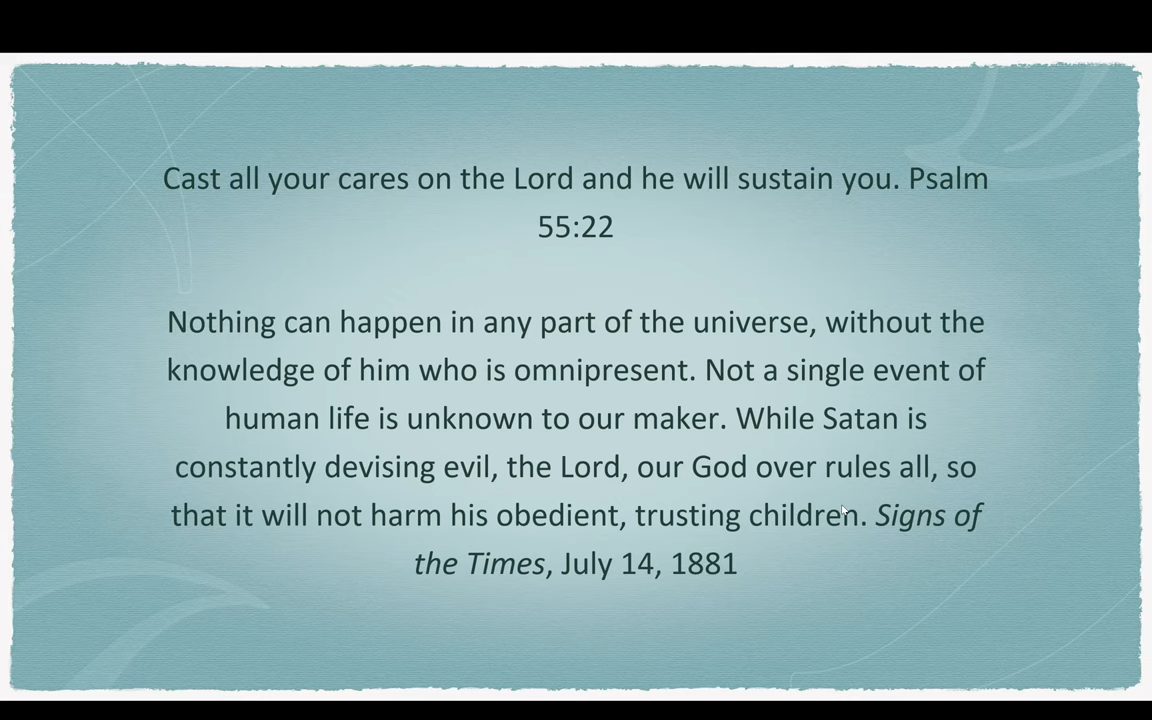 Cast all your cares on the Lord and he will sustain you. Psalm
55:22
Nothing can happen in any part of the universe, without the
knowledge of him who is omnipresent. Not a single event of
human life is unknown to our maker. While Satan is
constantly devising evil, the Lord, our God over rules all, so
that it will not harm his obedient, trusting children. Signs of
the Times, July 14, 1881